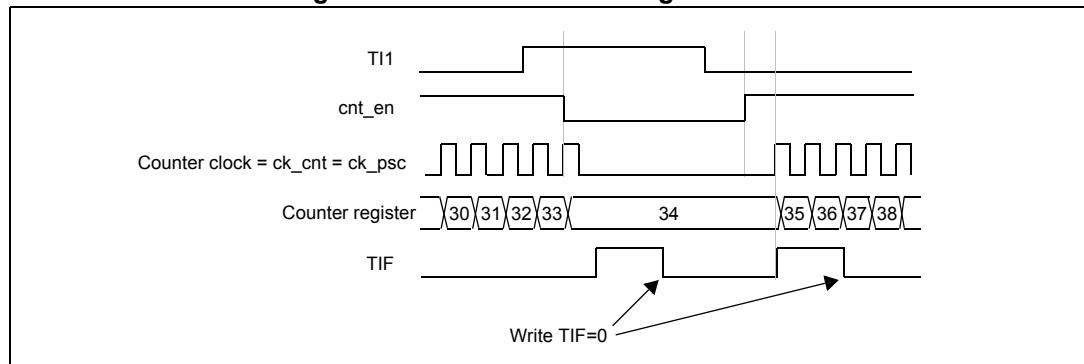 TI1
cnt_en
Counter clock = ck_cnt = ck_psc
Counter register 30 31 32 33 34 35 36 37 38
TIF
Write TIF=0